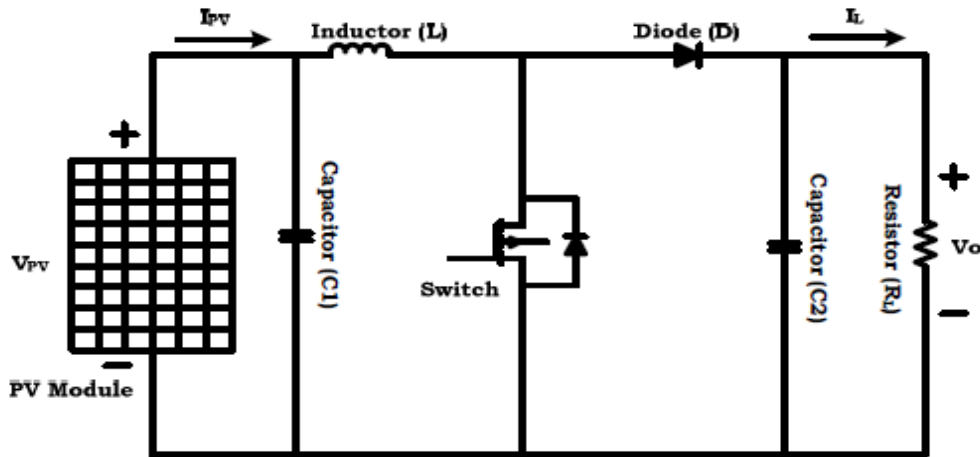 IPV
IL
Inductor (L)
Diode (D)
+
Capacitor (C1)
Capacitor (C2)
Resistor (RL)
+
VPV
Vo
Switch
−
−
PV Module